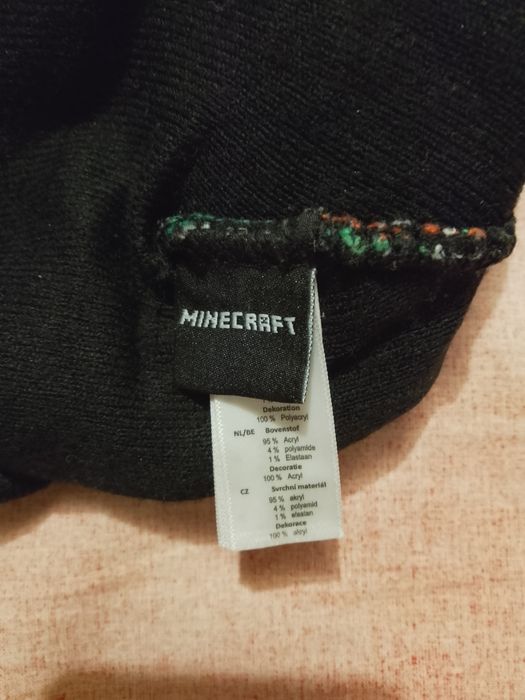 MINECRAFT
Dekoration
100 % Polyacryl
NL/BE Bovenstof
95 % Acryl
4 % polyamide
1 % Elastaan
Decoratie
100 % Acryl
CZ Svrchní materiál
95 % akryl
4 % polyamid
1 % elastan
Dekorace
100 % akryl